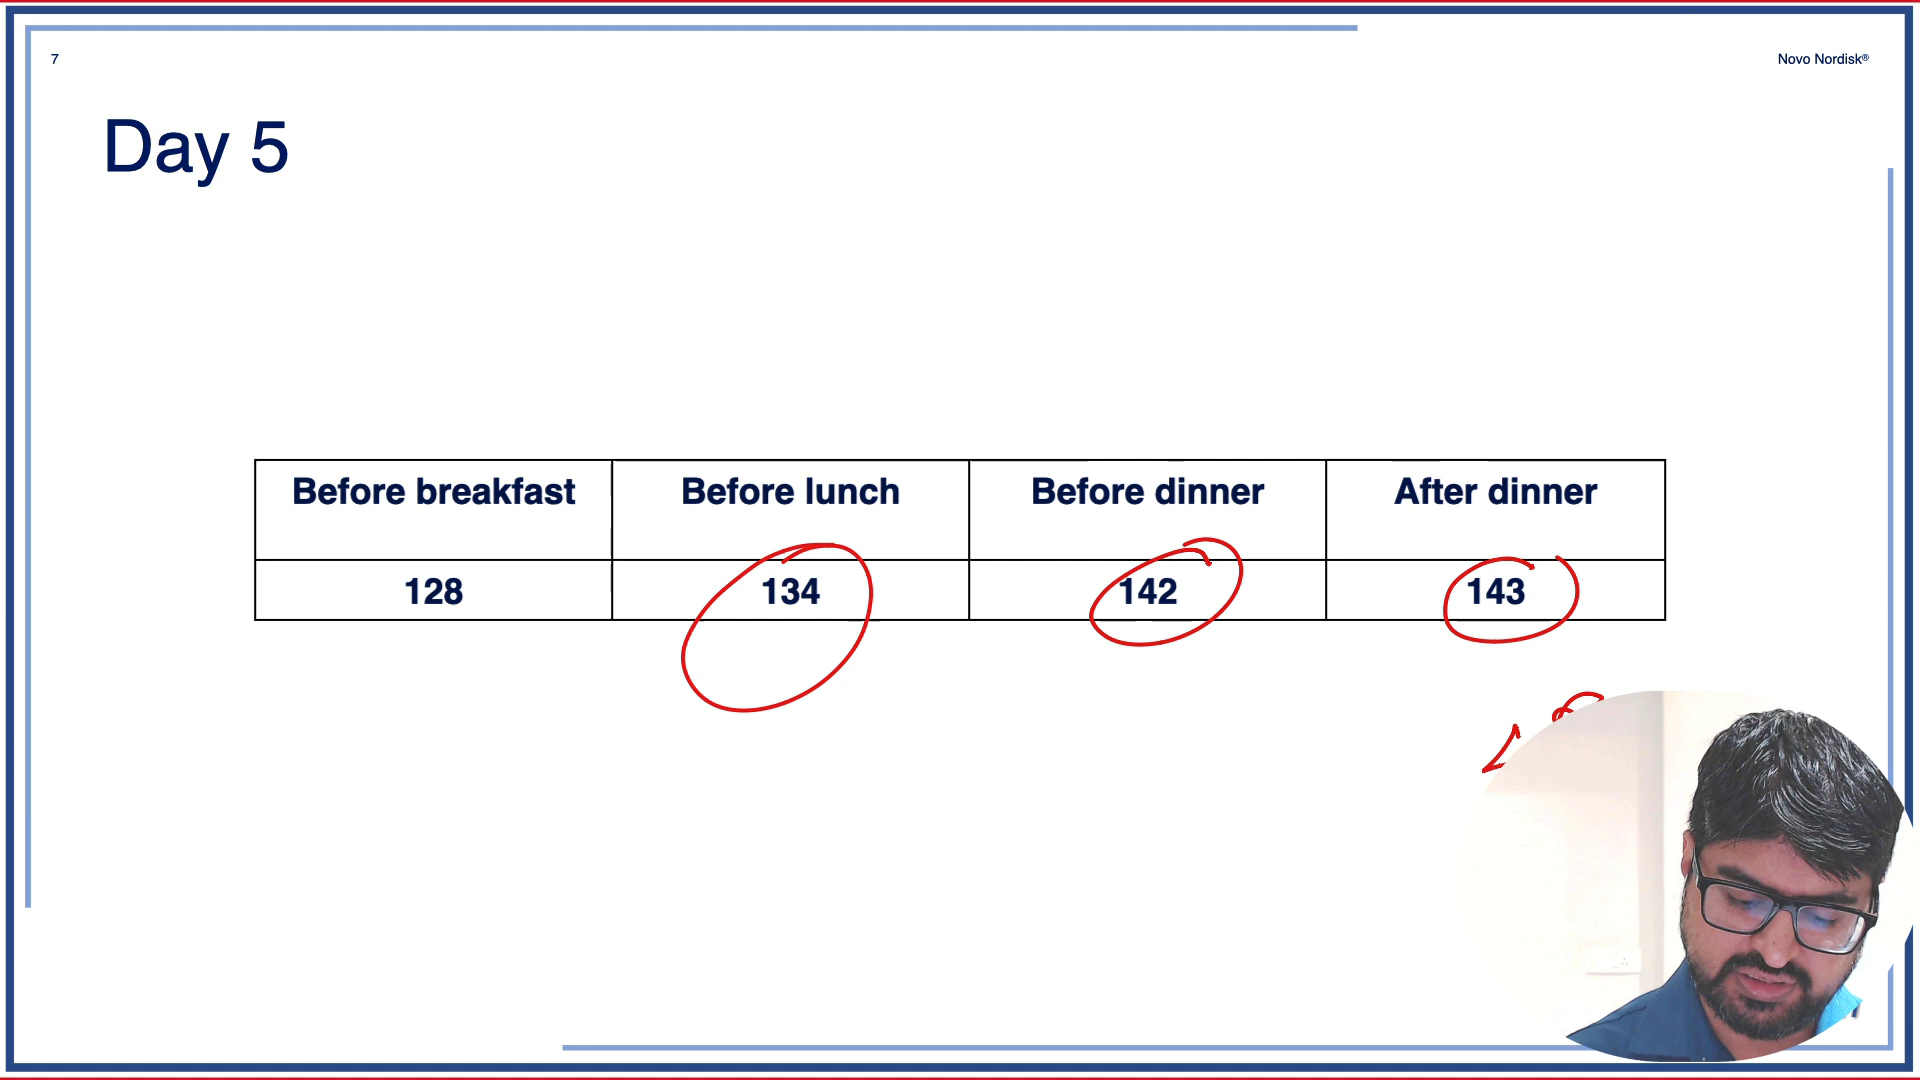 7
Novo Nordisk®
Day 5
Before breakfast Before lunch Before dinner After dinner
128 134 142 143